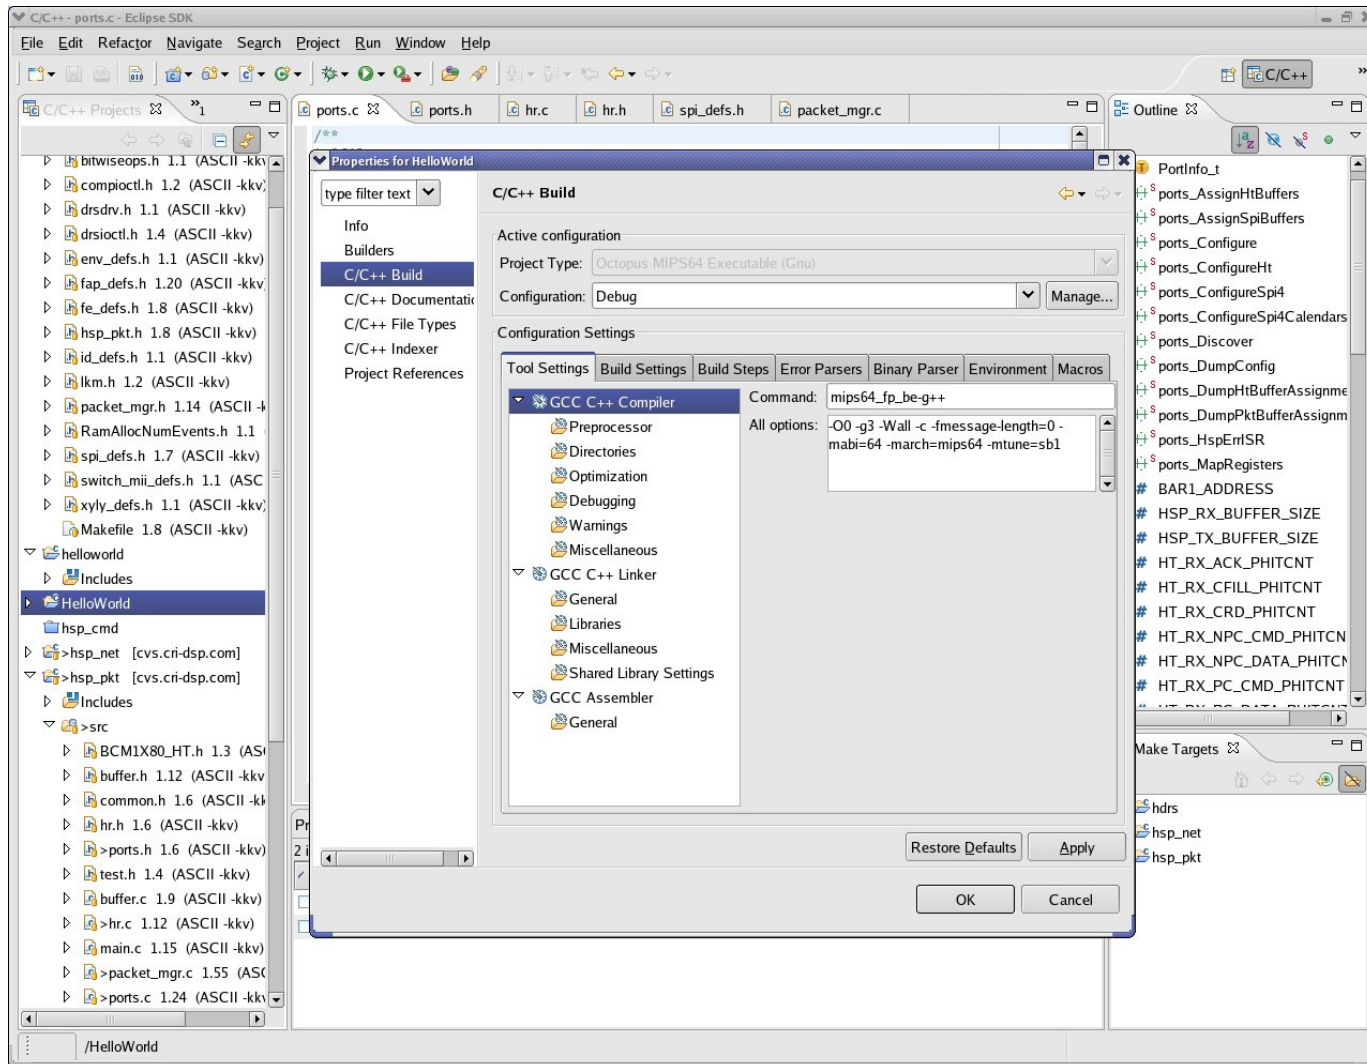 C/C++ - ports.c - Eclipse SDK
File Edit Refactor Navigate Search Project Run Window Help
C/C++
C/C++ Projects
»1
ports.c
ports.h
hr.c
hr.h
spi_defs.h
packet_mgr.c
Outline
/**
bitwiseops.h 1.1 (ASCII -kkv
compioctl.h 1.2 (ASCII -kkv)
drsdrv.h 1.1 (ASCII -kkv)
drsioctl.h 1.4 (ASCII -kkv)
env_defs.h 1.1 (ASCII -kkv)
fap_defs.h 1.20 (ASCII -kkv)
fe_defs.h 1.8 (ASCII -kkv)
hsp_pkt.h 1.8 (ASCII -kkv)
id_defs.h 1.1 (ASCII -kkv)
lkm.h 1.2 (ASCII -kkv)
packet_mgr.h 1.14 (ASCII -k
RamAllocNumEvents.h 1.1
spi_defs.h 1.7 (ASCII -kkv)
switch_mii_defs.h 1.1 (ASC
xyly_defs.h 1.1 (ASCII -kkv)
Makefile 1.8 (ASCII -kkv)
helloworld
Includes
HelloWorld
hsp_cmd
>hsp_net [cvs.cri-dsp.com]
>hsp_pkt [cvs.cri-dsp.com]
Includes
>src
BCM1X80_HT.h 1.3 (AS
buffer.h 1.12 (ASCII -kkv
common.h 1.6 (ASCII -kk
hr.h 1.6 (ASCII -kkv)
>ports.h 1.6 (ASCII -kkv)
test.h 1.4 (ASCII -kkv)
buffer.c 1.9 (ASCII -kkv)
>hr.c 1.12 (ASCII -kkv)
main.c 1.15 (ASCII -kkv)
>packet_mgr.c 1.55 (AS
>ports.c 1.24 (ASCII -kkv
Properties for HelloWorld
type filter text
Info
Builders
C/C++ Build
C/C++ Documentatio
C/C++ File Types
C/C++ Indexer
Project References
C/C++ Build
Active configuration
Project Type: Octopus MIPS64 Executable (Gnu)
Configuration: Debug
Manage...
Configuration Settings
Tool Settings Build Settings Build Steps Error Parsers Binary Parser Environment Macros
GCC C++ Compiler
Preprocessor
Directories
Optimization
Debugging
Warnings
Miscellaneous
GCC C++ Linker
General
Libraries
Miscellaneous
Shared Library Settings
GCC Assembler
General
Command: mips64_fp_be-g++
All options: -O0 -g3 -Wall -c -fmessage-length=0 -
mabi=64 -march=mips64 -mtune=sb1
Restore Defaults
Apply
OK
Cancel
Pr
2 i
PortInfo_t
ports_AssignHtBuffers
ports_AssignSpiBuffers
ports_Configure
ports_ConfigureHt
ports_ConfigureSpi4
ports_ConfigureSpi4Calendars
ports_Discover
ports_DumpConfig
ports_DumpHtBufferAssignme
ports_DumpPktBufferAssignm
ports_HspErrISR
ports_MapRegisters
# BAR1_ADDRESS
# HSP_RX_BUFFER_SIZE
# HSP_TX_BUFFER_SIZE
# HT_RX_ACK_PHITCNT
# HT_RX_CFILL_PHITCNT
# HT_RX_CRD_PHITCNT
# HT_RX_NPC_CMD_PHITCN
# HT_RX_NPC_DATA_PHITCN
# HT_RX_PC_CMD_PHITCNT
Make Targets
hdrs
hsp_net
hsp_pkt
/HelloWorld